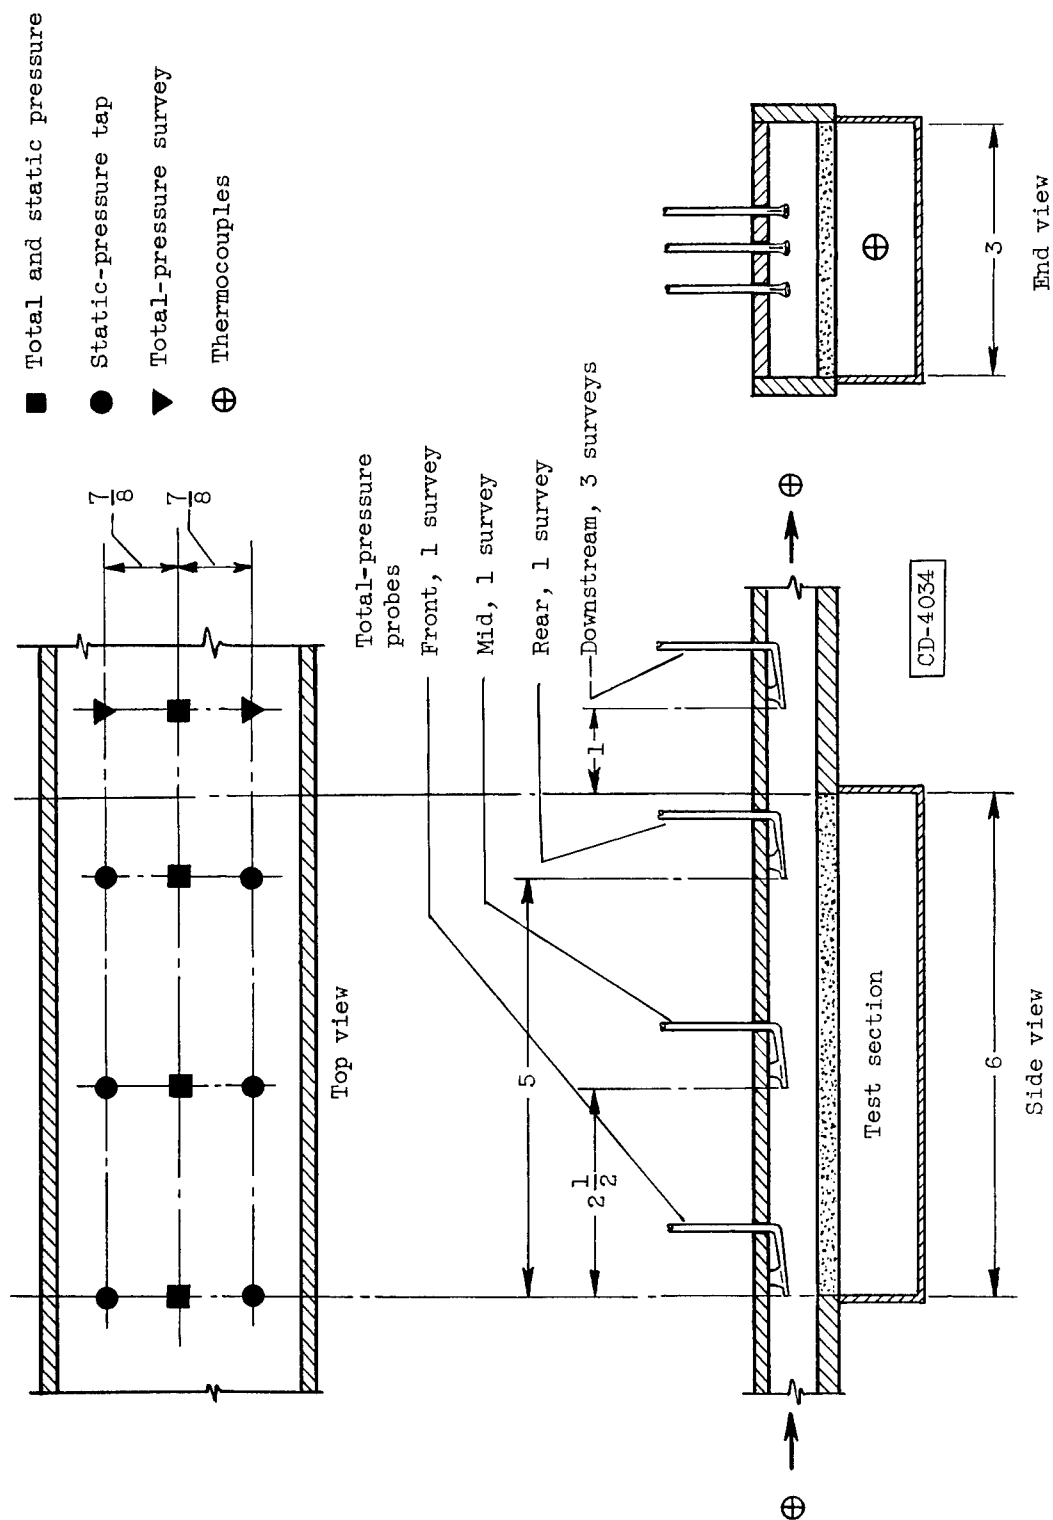 Total and static pressure
Static-pressure tap
Total-pressure survey
Thermocouples
7/8
7/8
Top view
Total-pressure
probes
Front, 1 survey
Mid, 1 survey
Rear, 1 survey
Downstream, 3 surveys
1
5
2 1/2
Test section
6
Side view
CD-4034
3
End view